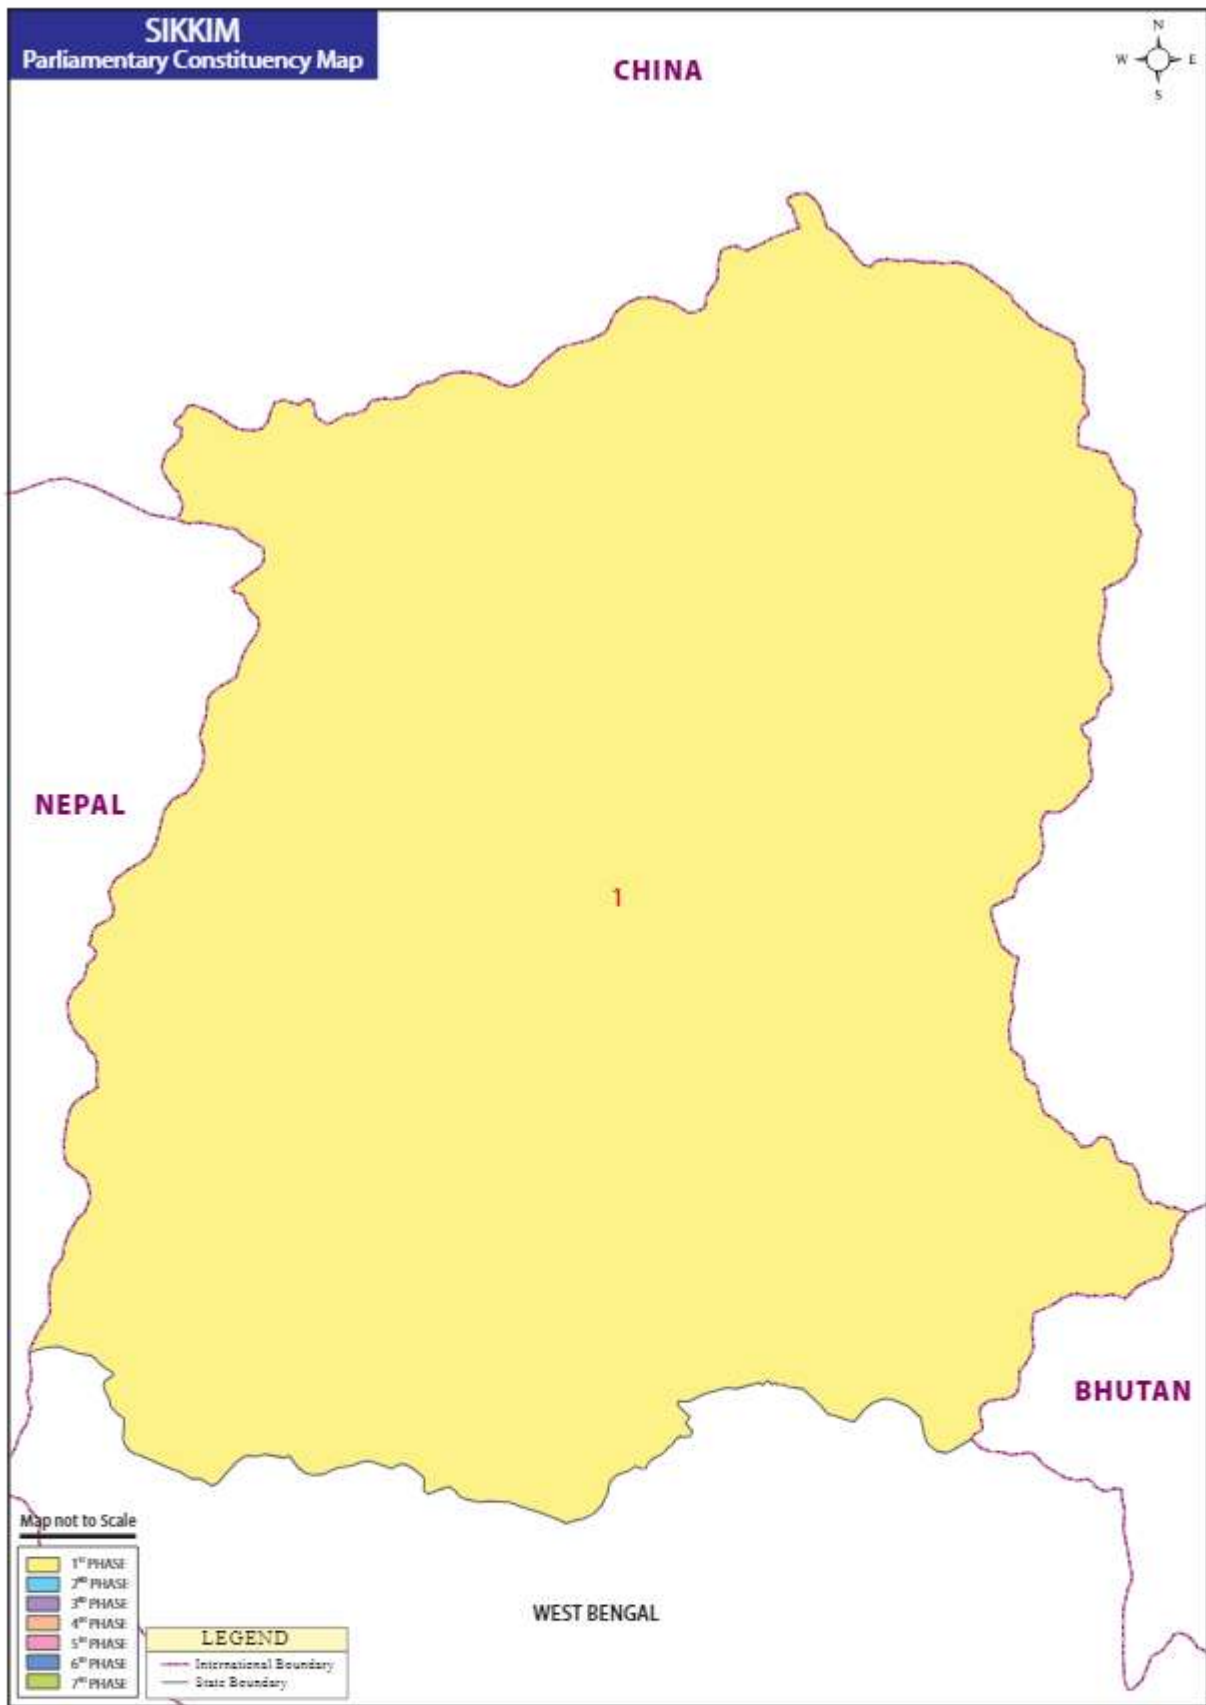 SIKKIM
Parliamentary Constituency Map
CHINA
N
W E
S
NEPAL
1
BHUTAN
WEST BENGAL
Map not to Scale
1ST PHASE
2ND PHASE
3RD PHASE
4TH PHASE
5TH PHASE
6TH PHASE
7TH PHASE
LEGEND
International Boundary
State Boundary